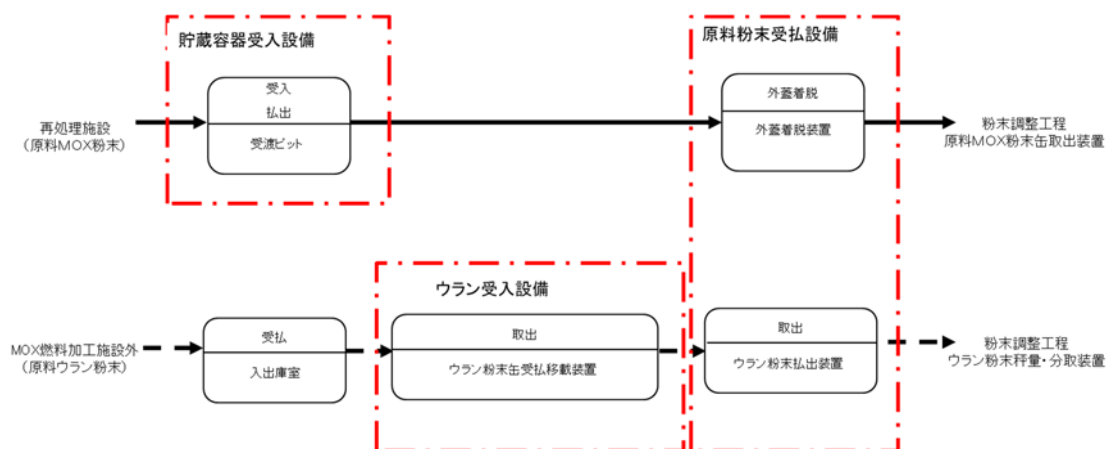 貯蔵容器受入設備
原料粉末受払設備
受入
払出
受渡ピット
外蓋着脱
外蓋着脱装置
再処理施設
(原料MOX粉末)
粉末調整工程
原料MOX粉末缶取出装置
ウラン受入設備
MOX燃料加工施設外
(原料ウラン粉末)
受払
入出庫室
取出
ウラン粉末缶受払移載装置
取出
ウラン粉末払出装置
粉末調整工程
ウラン粉末秤量・分取装置